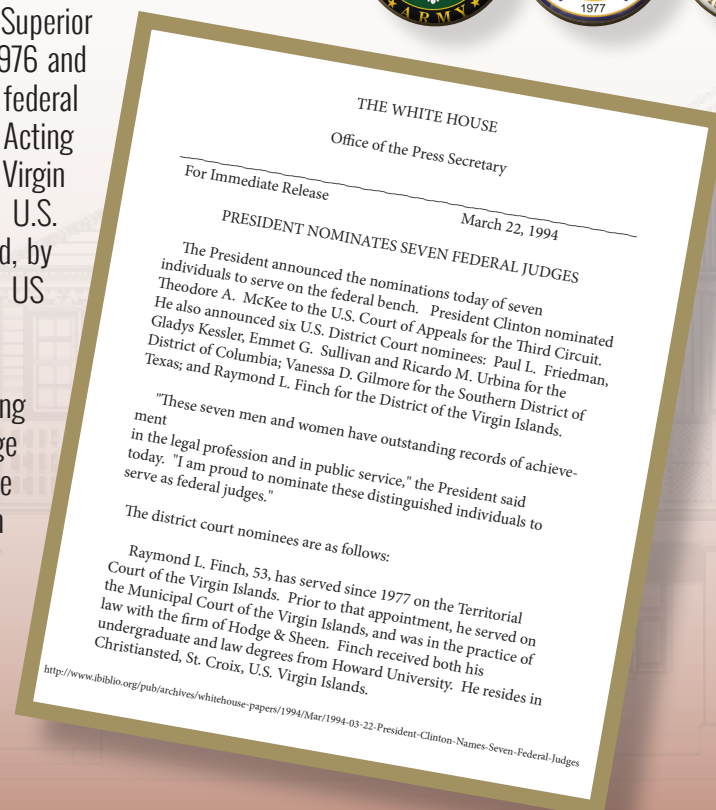 Superior
976 and
federal
Acting
Virgin
U.S.
d, by
US
ng
ge
e
ARMY
1977
THE WHITE HOUSE
Office of the Press Secretary
For Immediate Release
March 22, 1994
PRESIDENT NOMINATES SEVEN FEDERAL JUDGES
The President announced the nominations today of seven
individuals to serve on the federal bench. President Clinton nominated
Theodore A. McKee to the U.S. Court of Appeals for the Third Circuit.
He also announced six U.S. District Court nominees: Paul L. Friedman,
Gladys Kessler, Emmet G. Sullivan and Ricardo M. Urbina for the
District of Columbia; Vanessa D. Gilmore for the Southern District of
Texas; and Raymond L. Finch for the District of the Virgin Islands.
"These seven men and women have outstanding records of achieve-
ment
in the legal profession and in public service," the President said
today. "I am proud to nominate these distinguished individuals to
serve as federal judges."
The district court nominees are as follows:
Raymond L. Finch, 53, has served since 1977 on the Territorial
Court of the Virgin Islands. Prior to that appointment, he served on
the Municipal Court of the Virgin Islands, and was in the practice of
law with the firm of Hodge & Sheen. Finch received both his
undergraduate and law degrees from Howard University. He resides in
Christiansted, St. Croix, U.S. Virgin Islands.
http://www.ibiblio.org/pub/archives/whitehouse-papers/1994/Mar/1994-03-22-President-Clinton-Names-Seven-Federal-Judges